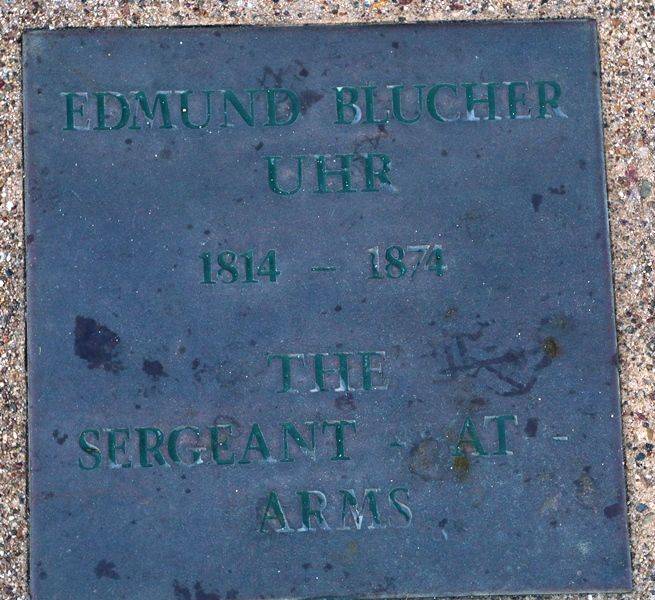 EDMUND BLUCHER
UHR
1814 - 1874
THE
SERGEANT - AT -
ARMS